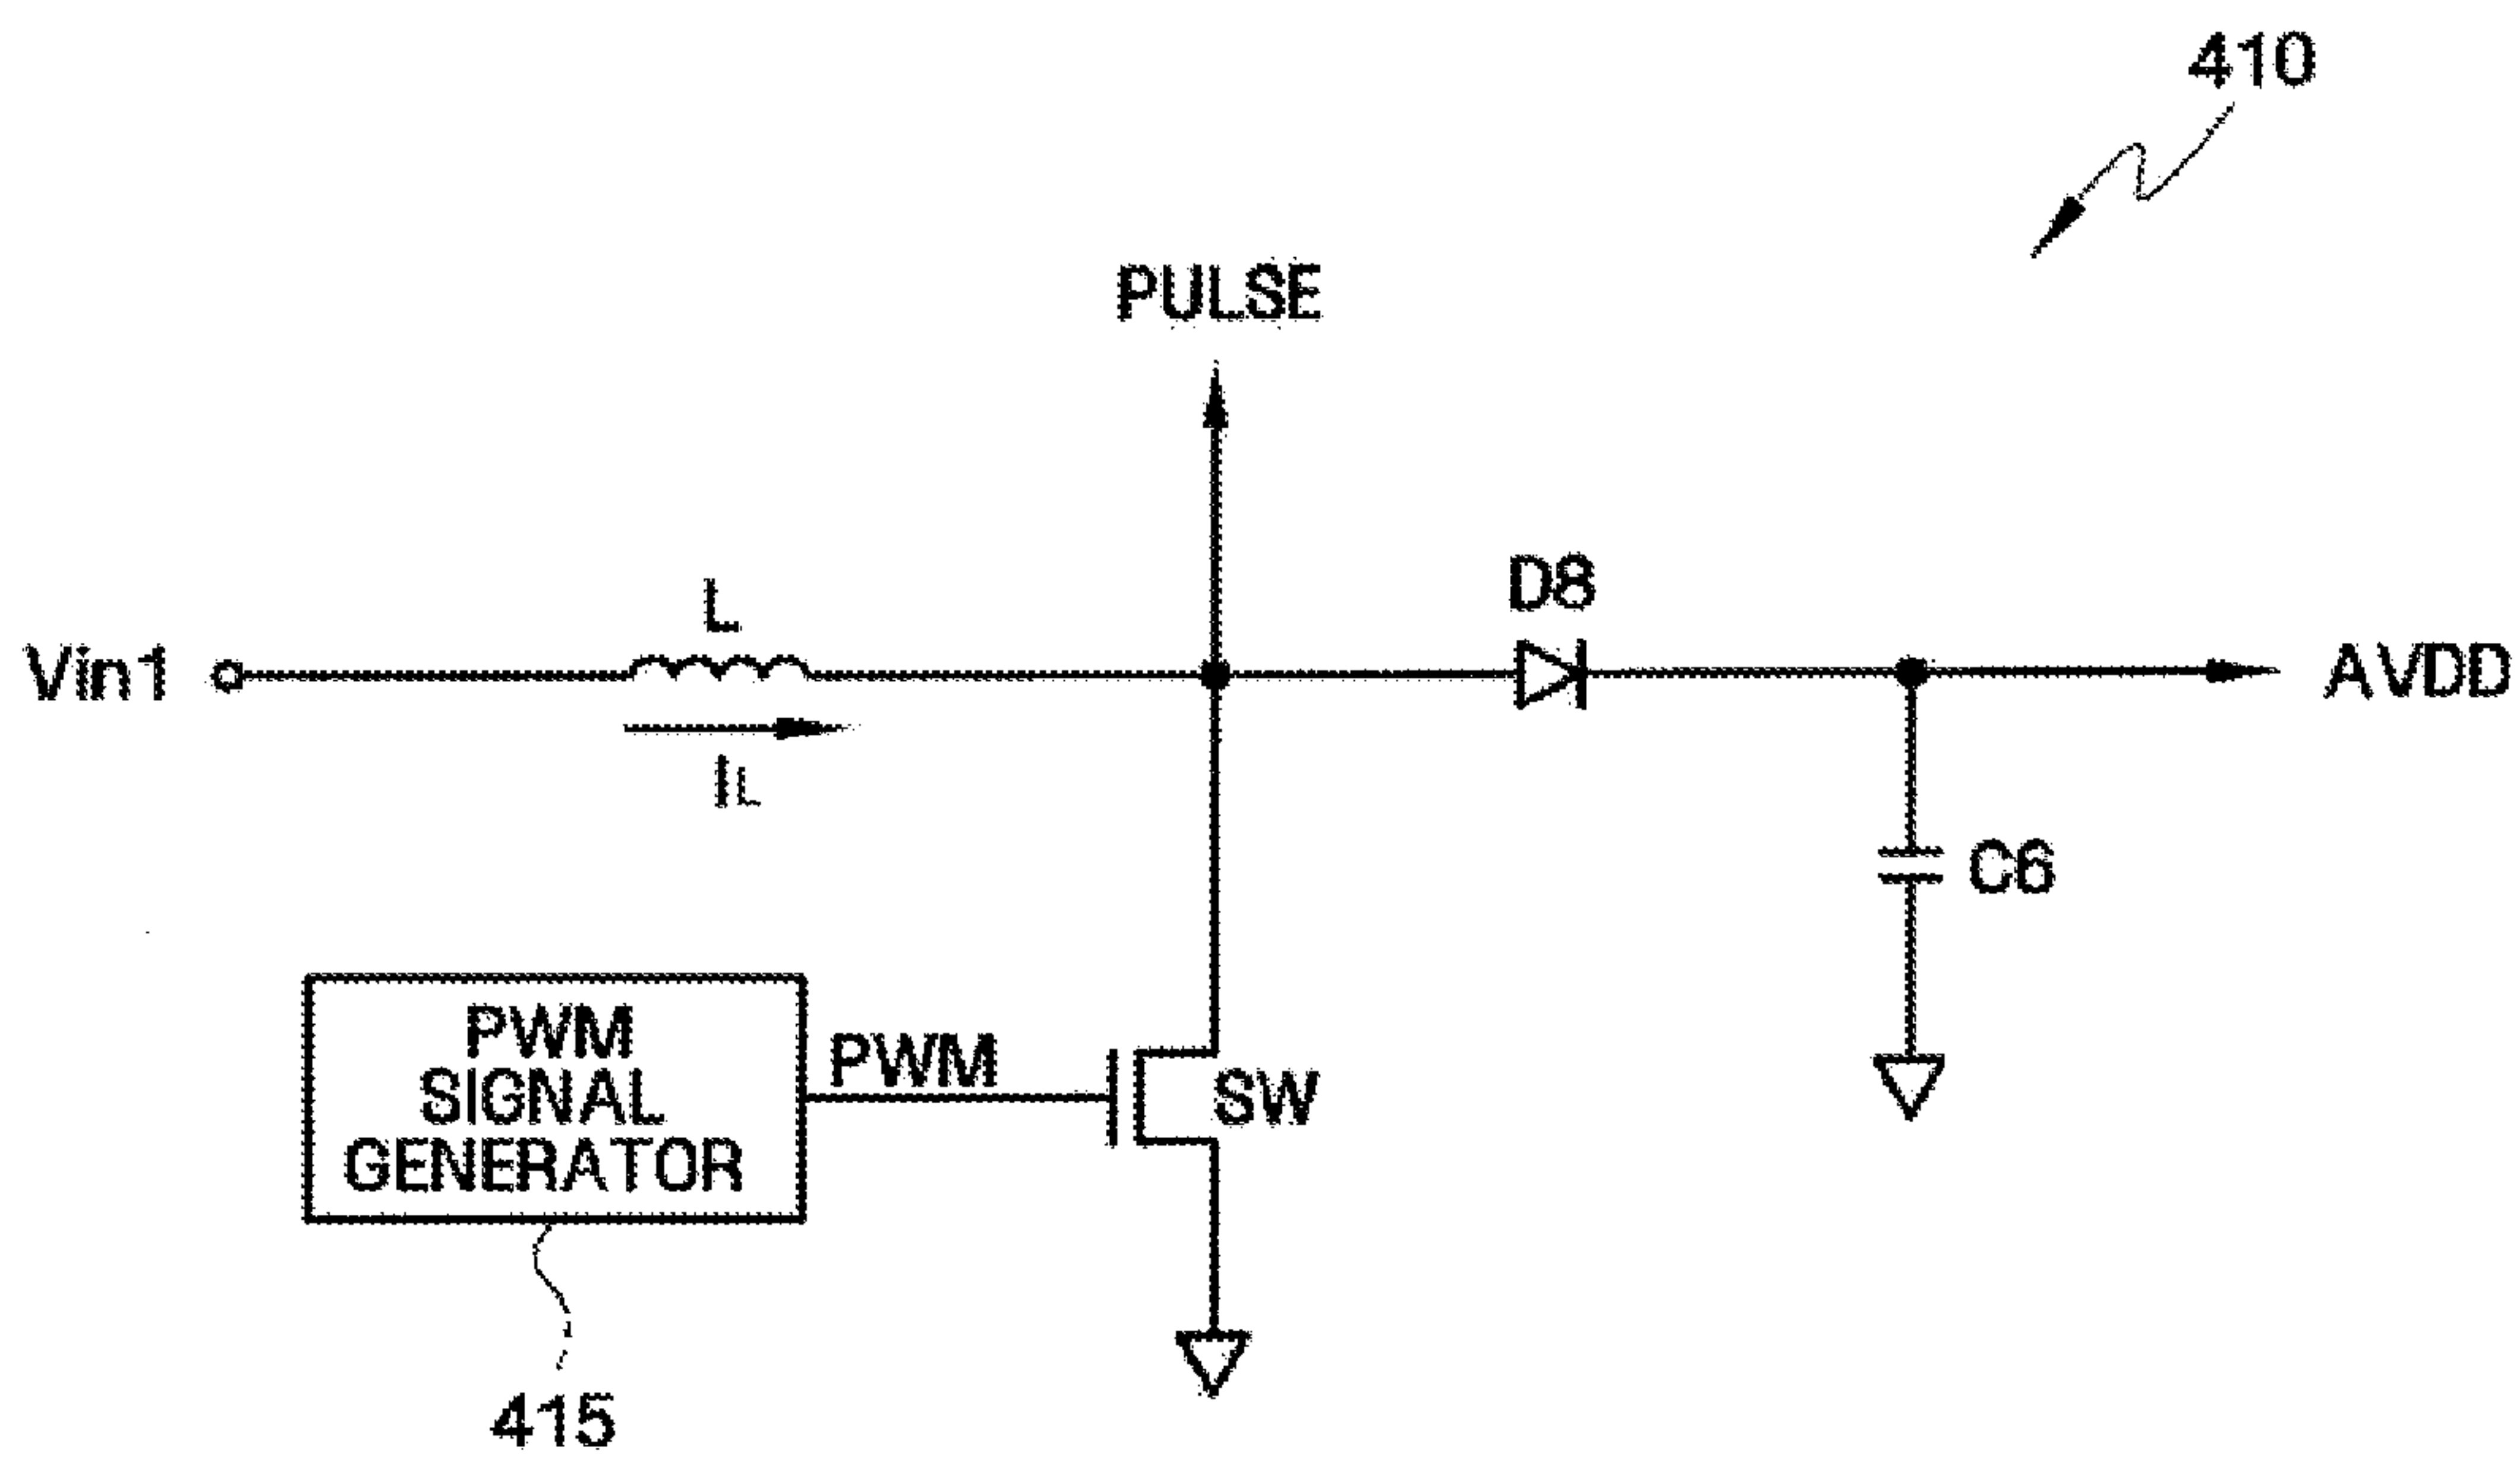 410
PULSE
L
D8
Vin1
AVDD
IL
C6
PWM
SIGNAL
GENERATOR
PWM
SW
415